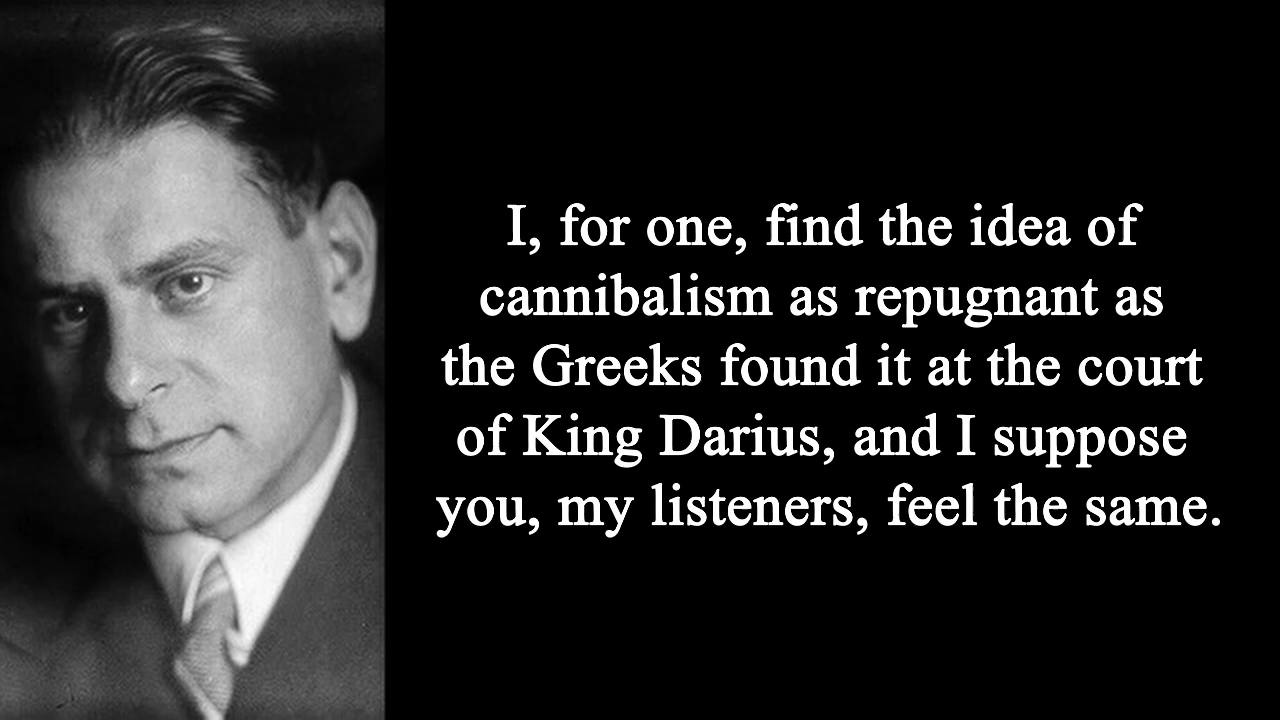 I, for one, find the idea of
cannibalism as repugnant as
the Greeks found it at the court
of King Darius, and I suppose
you, my listeners, feel the same.